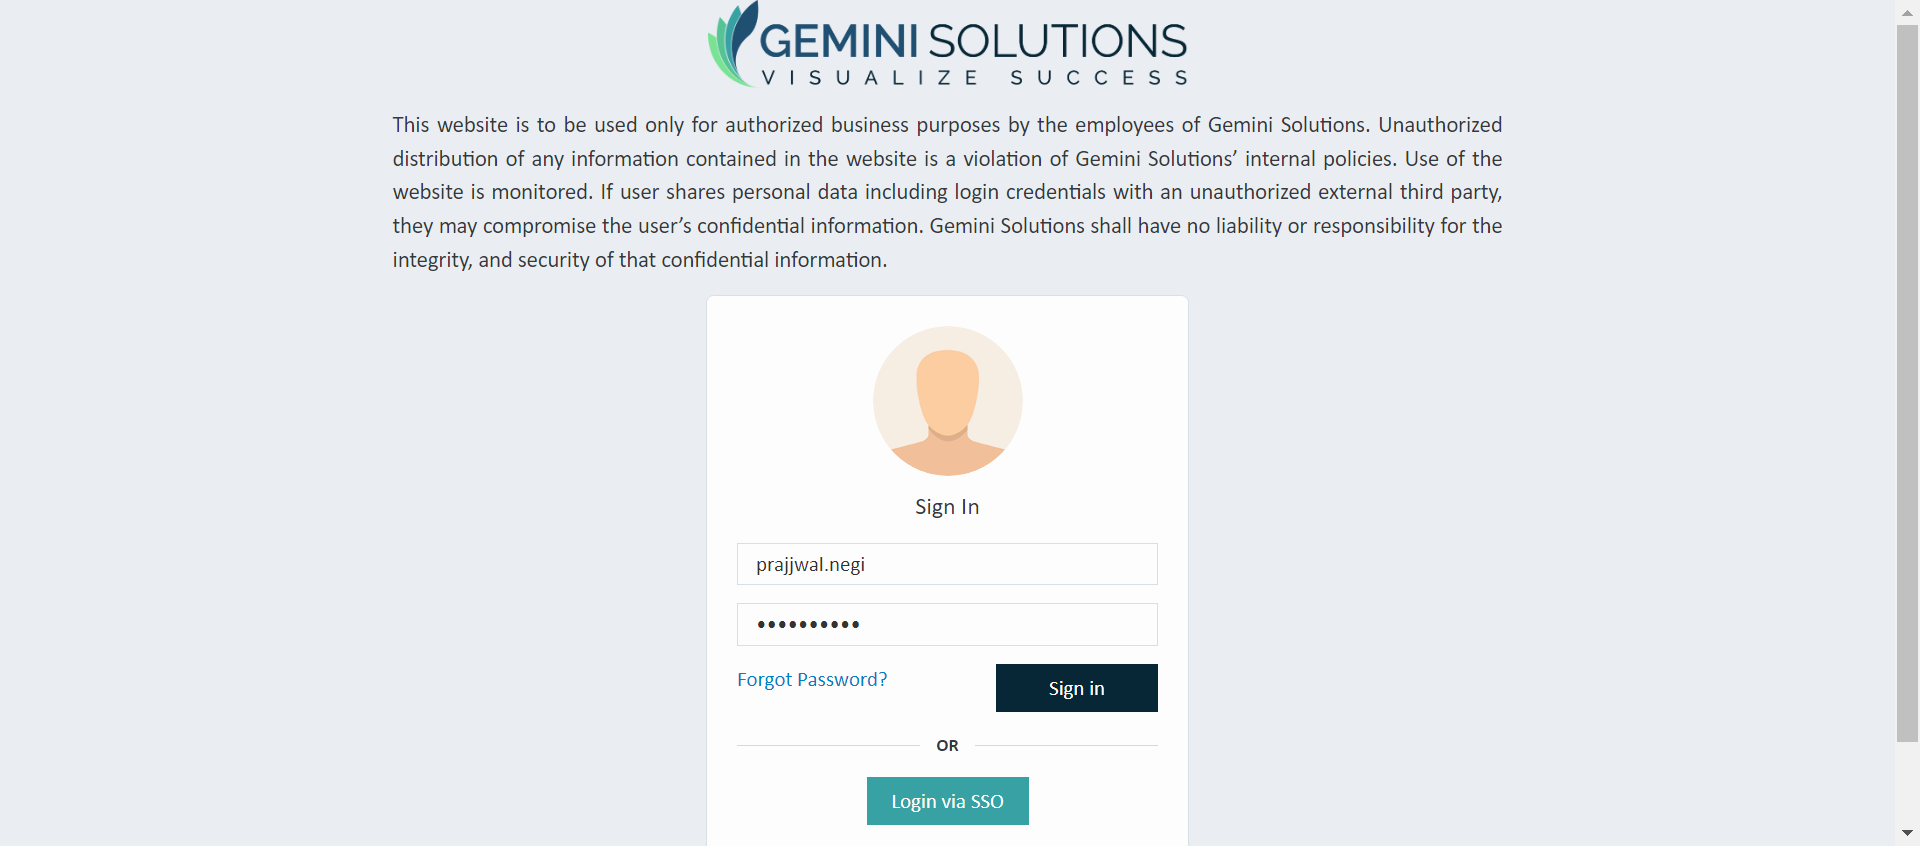 GEMINI SOLUTIONS
VISUALIZE SUCCESS
This website is to be used only for authorized business purposes by the employees of Gemini Solutions. Unauthorized
distribution of any information contained in the website is a violation of Gemini Solutions’ internal policies. Use of the
website is monitored. If user shares personal data including login credentials with an unauthorized external third party,
they may compromise the user’s confidential information. Gemini Solutions shall have no liability or responsibility for the
integrity, and security of that confidential information.
Sign In
prajjwal.negi
••••••••••
Forgot Password?
Sign in
OR
Login via SSO